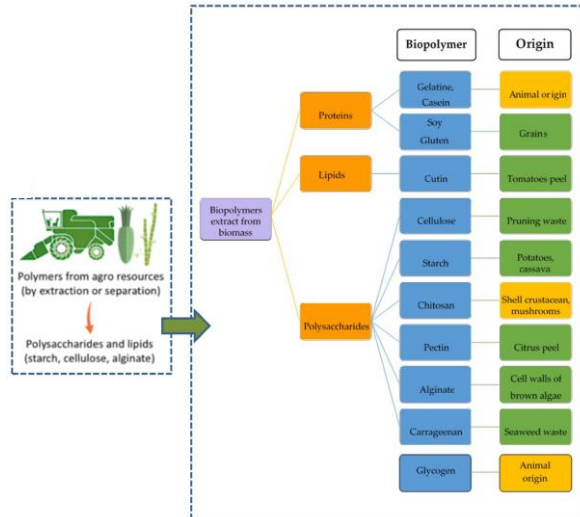 Biopolymer
Origin
Gelatine,
Casein
Animal origin
Proteins
Soy
Gluten
Grains
Lipids
Cutin
Tomatoes peel
Biopolymers
extract from
biomass
Cellulose
Pruning waste
Starch
Potatoes,
cassava
Polysaccharides
Chitosan
Shell crustacean,
mushrooms
Pectin
Citrus peel
Alginate
Cell walls of
brown algae
Carrageenan
Seaweed waste
Glycogen
Animal
origin
Polymers from agro resources
(by extraction or separation)
Polysaccharides and lipids
(starch, cellulose, alginate)